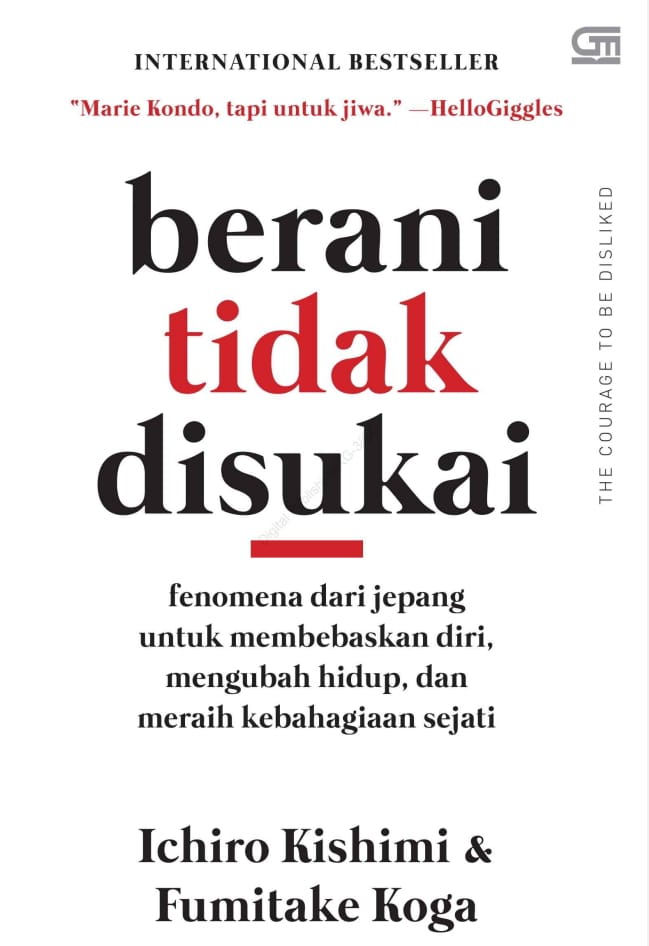 INTERNATIONAL BESTSELLER
"Marie Kondo, tapi untuk jiwa." —HelloGiggles
berani
tidak
disukai
THE COURAGE TO BE DISLIKED
fenomena dari jepang
untuk membebaskan diri,
mengubah hidup, dan
meraih kebahagiaan sejati
Ichiro Kishimi &
Fumitake Koga